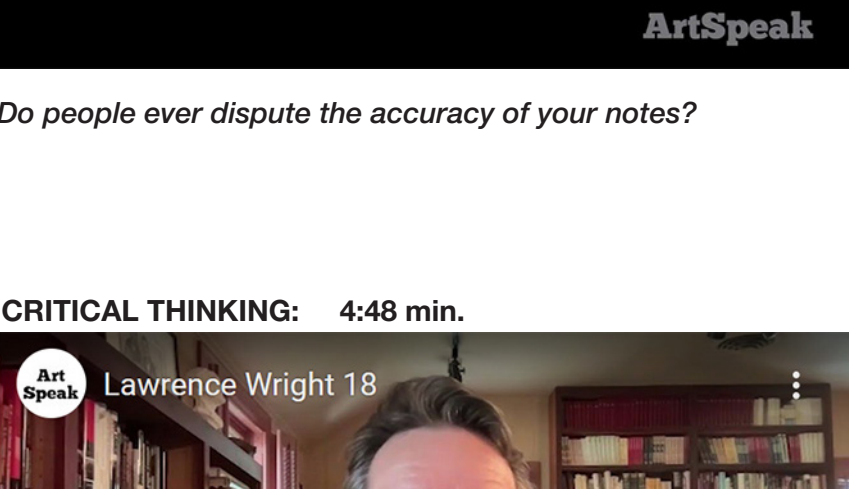 ArtSpeak
Do people ever dispute the accuracy of your notes?
CRITICAL THINKING: 4:48 min.
Art
Speak
Lawrence Wright 18